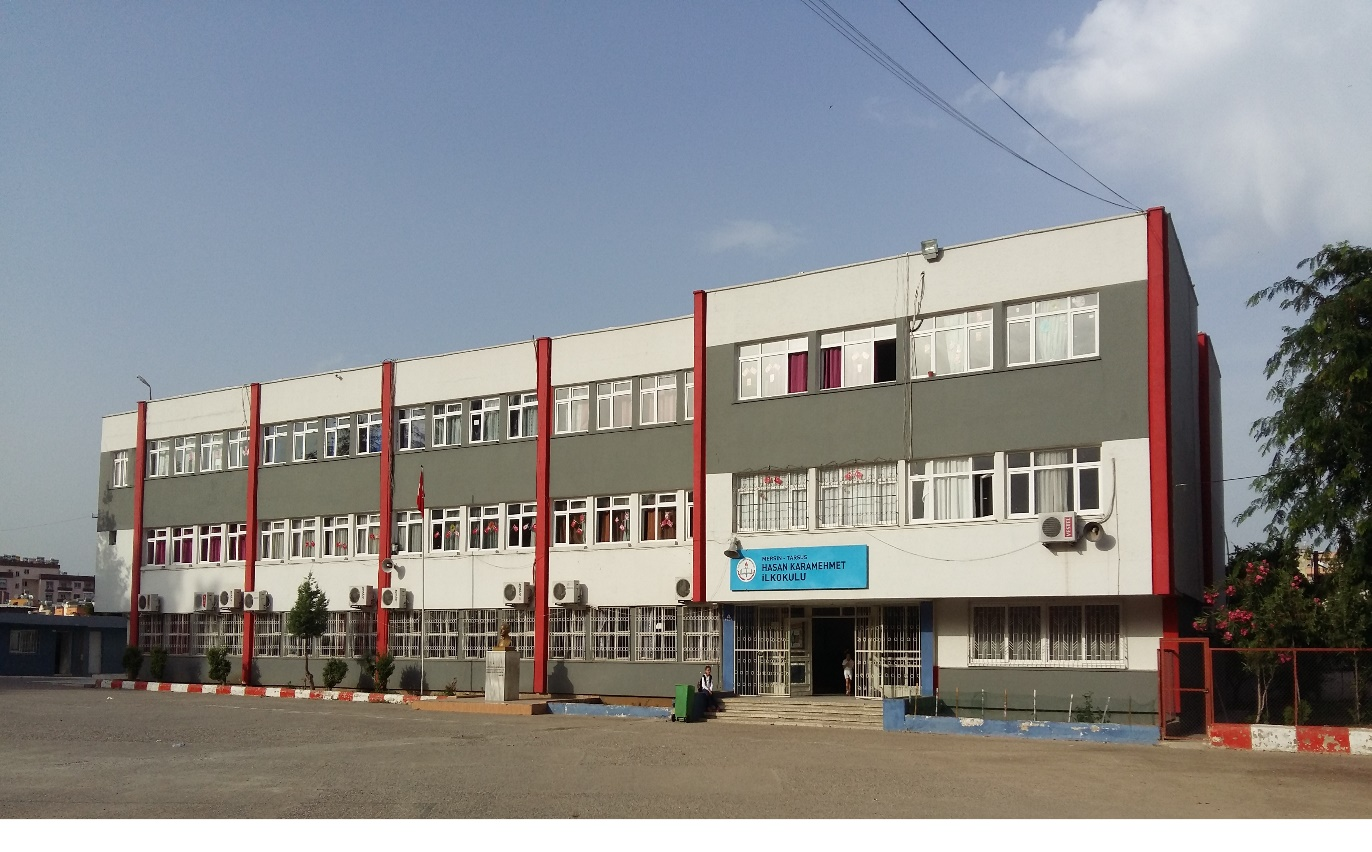 MERSİN - TARSUS
HASAN KARAMEHMET
İLKOKULU